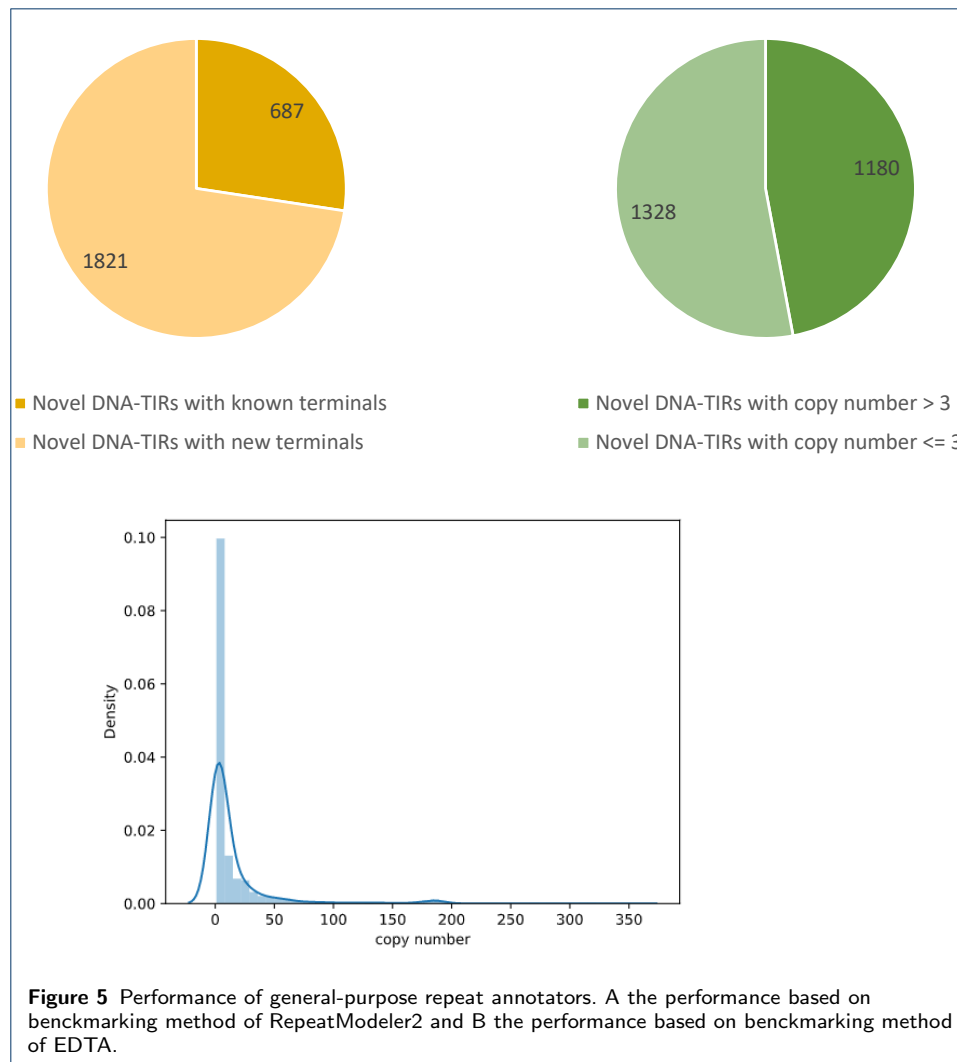 687
1821
1180
1328
Novel DNA-TIRs with known terminals
Novel DNA-TIRs with new terminals
Novel DNA-TIRs with copy number > 3
Novel DNA-TIRs with copy number <= 3
0.10
0.08
0.06
0.04
0.02
0.00
Density
0 50 100 150 200 250 300 350
copy number
Figure 5 Performance of general-purpose repeat annotators. A the performance based on
benckmarking method of RepeatModeler2 and B the performance based on benckmarking method
of EDTA.